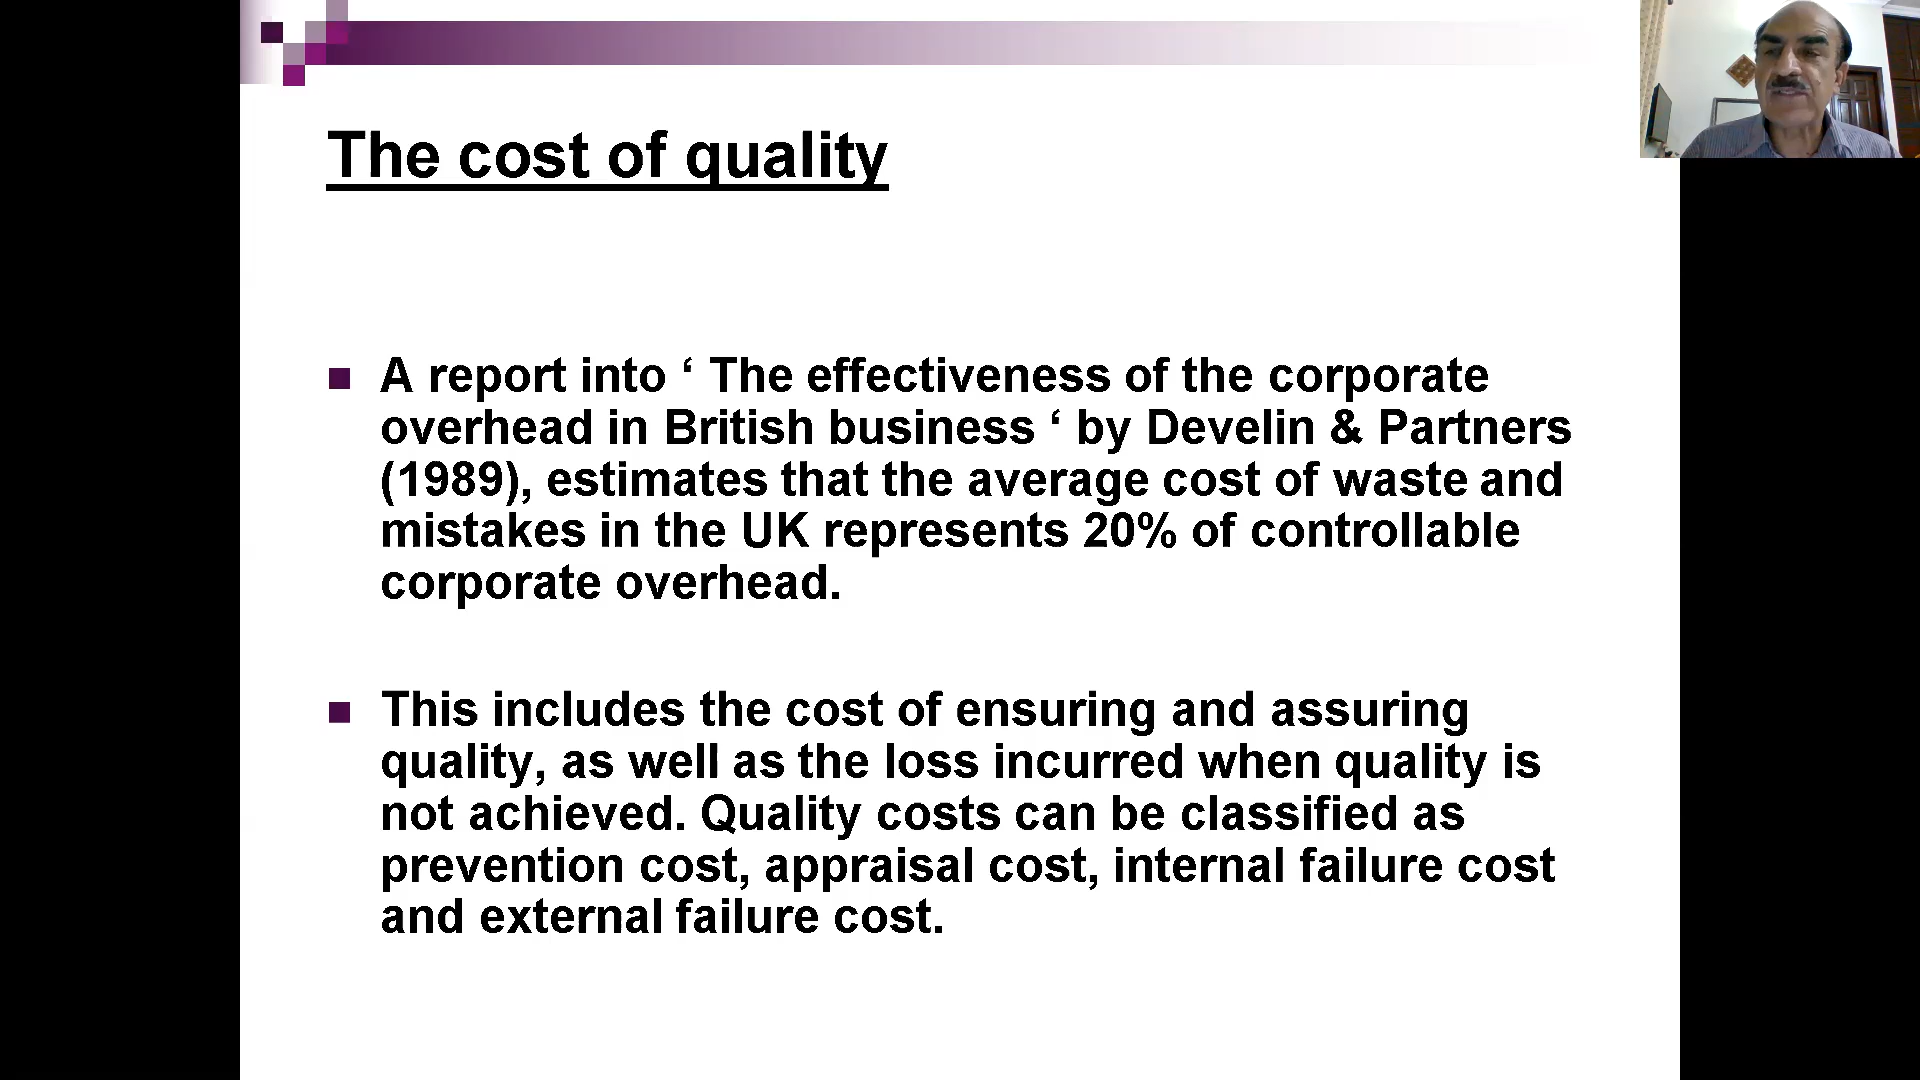 The cost of quality
A report into ‘ The effectiveness of the corporate
overhead in British business ‘ by Develin & Partners
(1989), estimates that the average cost of waste and
mistakes in the UK represents 20% of controllable
corporate overhead.
This includes the cost of ensuring and assuring
quality, as well as the loss incurred when quality is
not achieved. Quality costs can be classified as
prevention cost, appraisal cost, internal failure cost
and external failure cost.